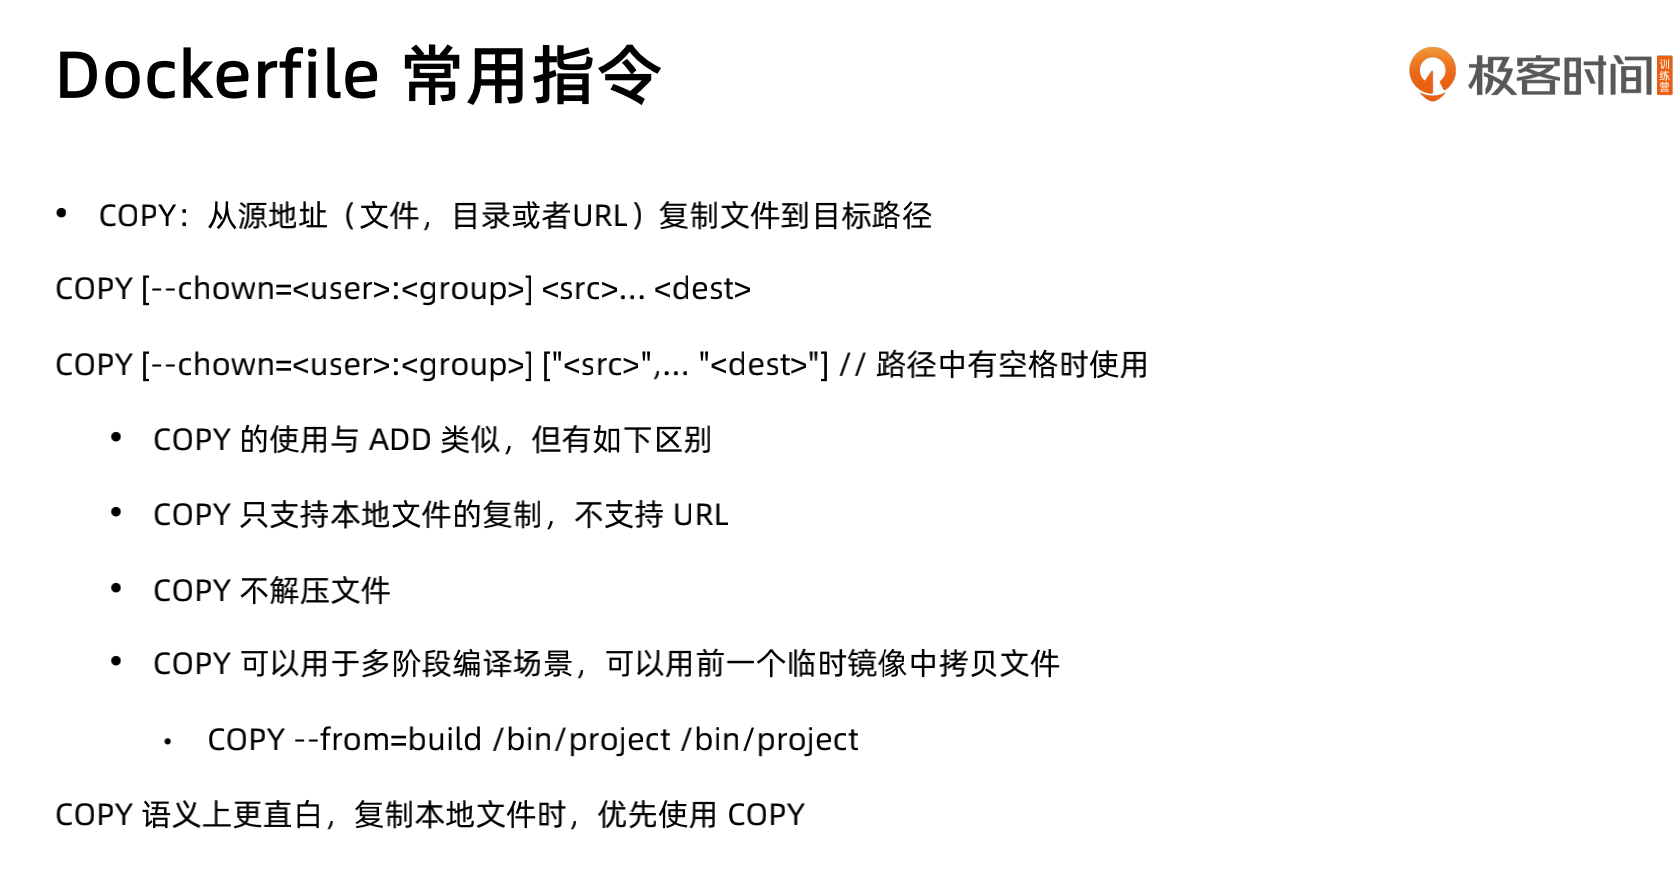 Dockerfile 常用指令
极客时间
训练营
• COPY：从源地址（文件，目录或者URL）复制文件到目标路径
COPY [--chown=<user>:<group>] <src>... <dest>
COPY [--chown=<user>:<group>] ["<src>",... "<dest>"] // 路径中有空格时使用
• COPY 的使用与 ADD 类似，但有如下区别
• COPY 只支持本地文件的复制，不支持 URL
• COPY 不解压文件
• COPY 可以用于多阶段编译场景，可以用前一个临时镜像中拷贝文件
• COPY --from=build /bin/project /bin/project
COPY 语义上更直白，复制本地文件时，优先使用 COPY